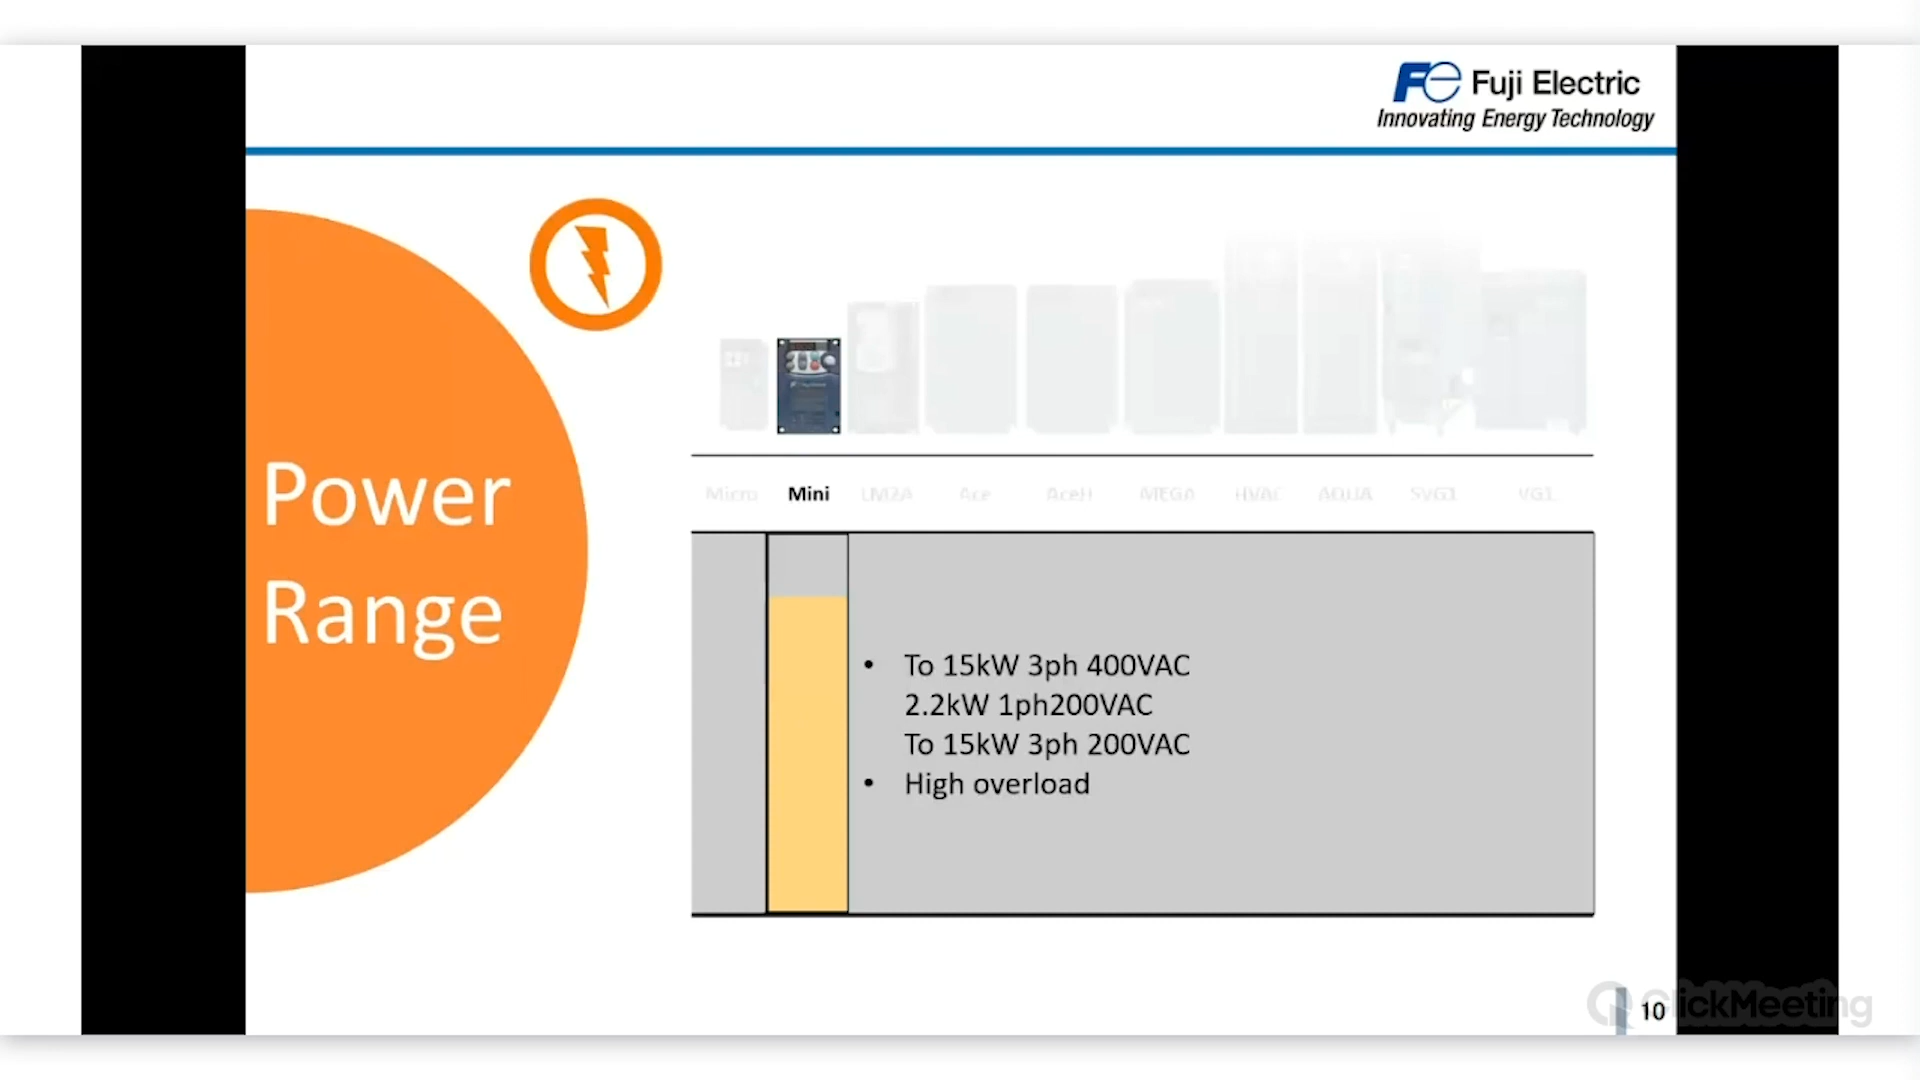 Fuji Electric
Innovating Energy Technology
Power
Range
Micro Mini LM2A Ace AceH MEGA HVAC AQUA SVG1 VG1
• To 15kW 3ph 400VAC
2.2kW 1ph200VAC
To 15kW 3ph 200VAC
• High overload
10
ClickMeeting